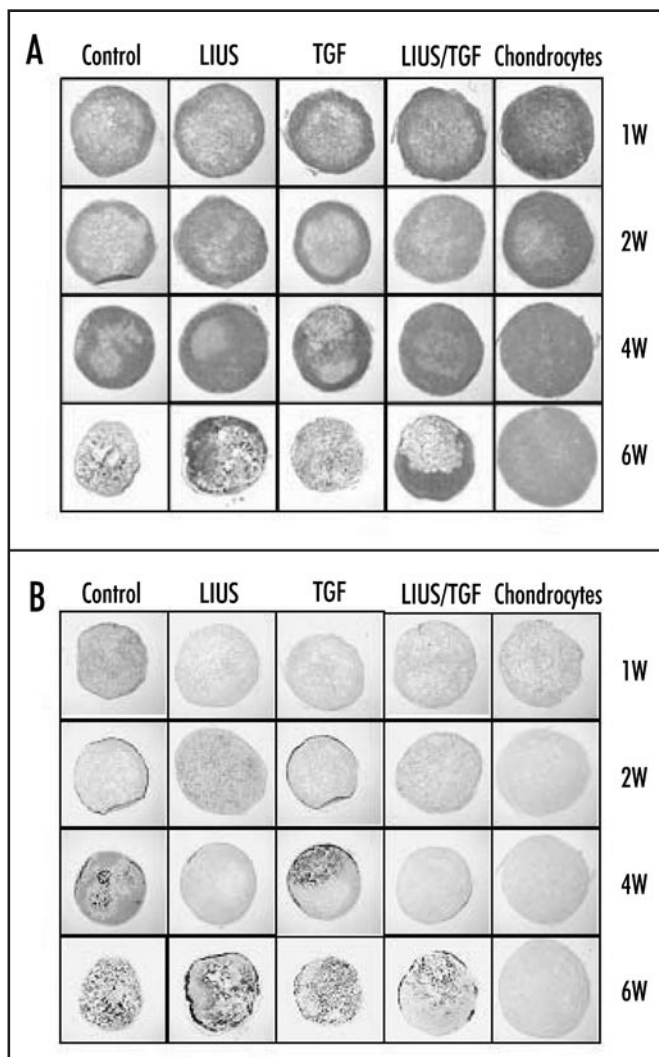 A
Control LIUS TGF LIUS/TGF Chondrocytes
1W
2W
4W
6W
B
Control LIUS TGF LIUS/TGF Chondrocytes
1W
2W
4W
6W